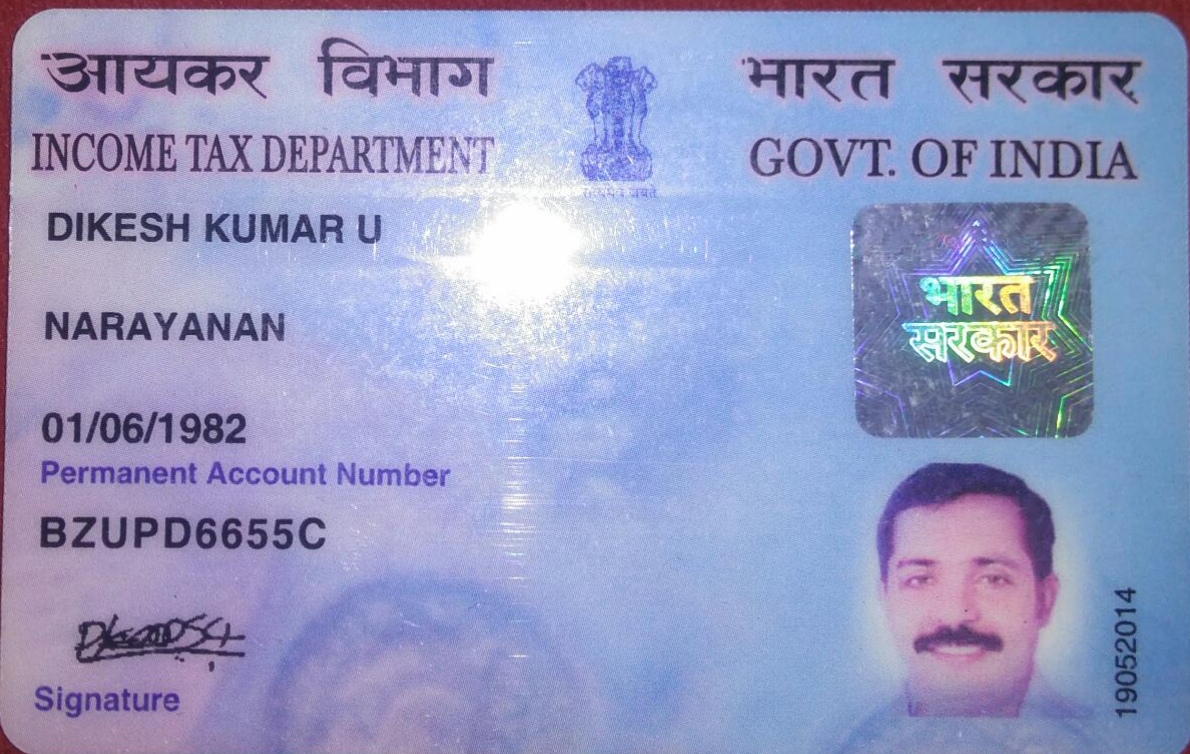 आयकर विभाग
भारत सरकार
INCOME TAX DEPARTMENT
GOVT. OF INDIA
सत्यमेव जयते
DIKESH KUMAR U
भारत
सरकार
NARAYANAN
01/06/1982
Permanent Account Number
BZUPD6655C
Signature
19052014